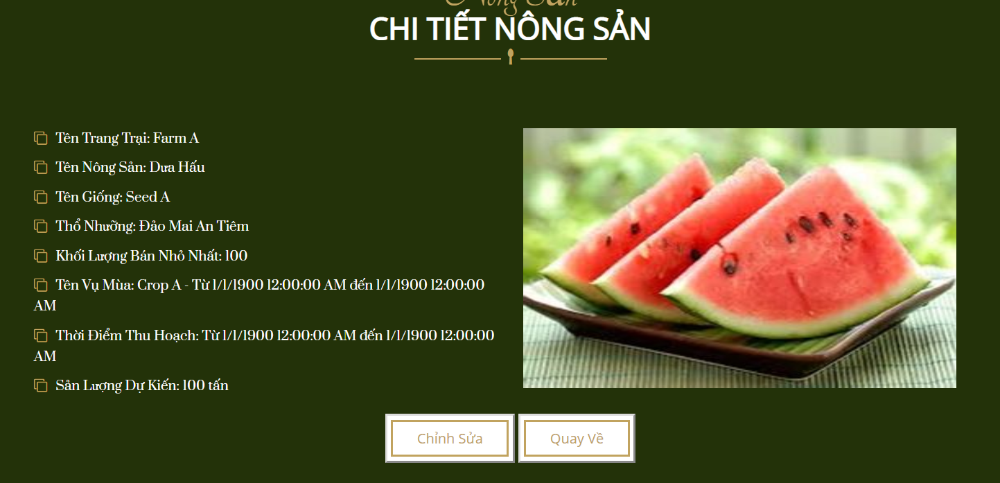 Nông Sản
CHI TIẾT NÔNG SẢN
Tên Trang Trại: Farm A
Tên Nông Sản: Dưa Hấu
Tên Giống: Seed A
Thổ Nhưỡng: Đảo Mai An Tiêm
Khối Lượng Bán Nhỏ Nhất: 100
Tên Vụ Mùa: Crop A - Từ 1/1/1900 12:00:00 AM đến 1/1/1900 12:00:00
AM
Thời Điểm Thu Hoạch: Từ 1/1/1900 12:00:00 AM đến 1/1/1900 12:00:00
AM
Sản Lượng Dự Kiến: 100 tấn
Chỉnh Sửa
Quay Về